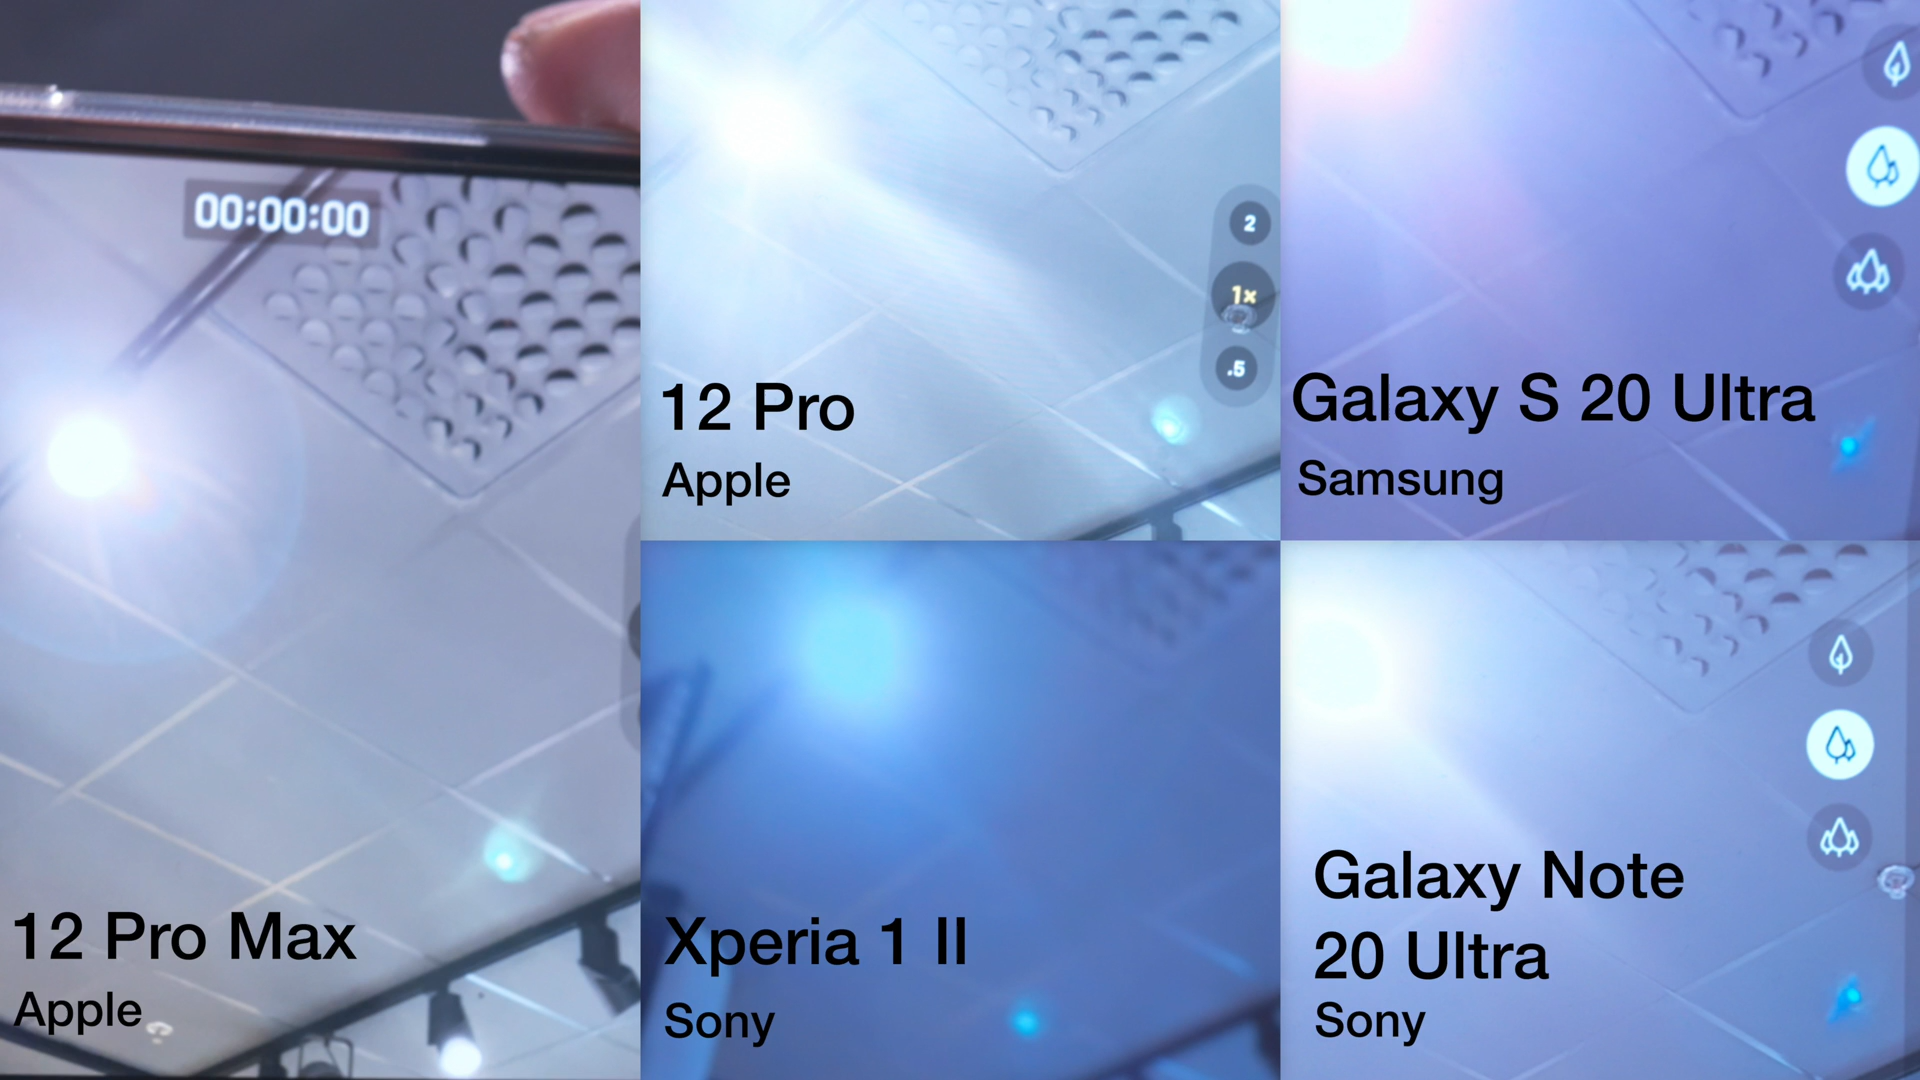 00:00:00
12 Pro Max
Apple
2
1×
.5
12 Pro
Apple
Galaxy S 20 Ultra
Samsung
Xperia 1 II
Sony
Galaxy Note
20 Ultra
Sony